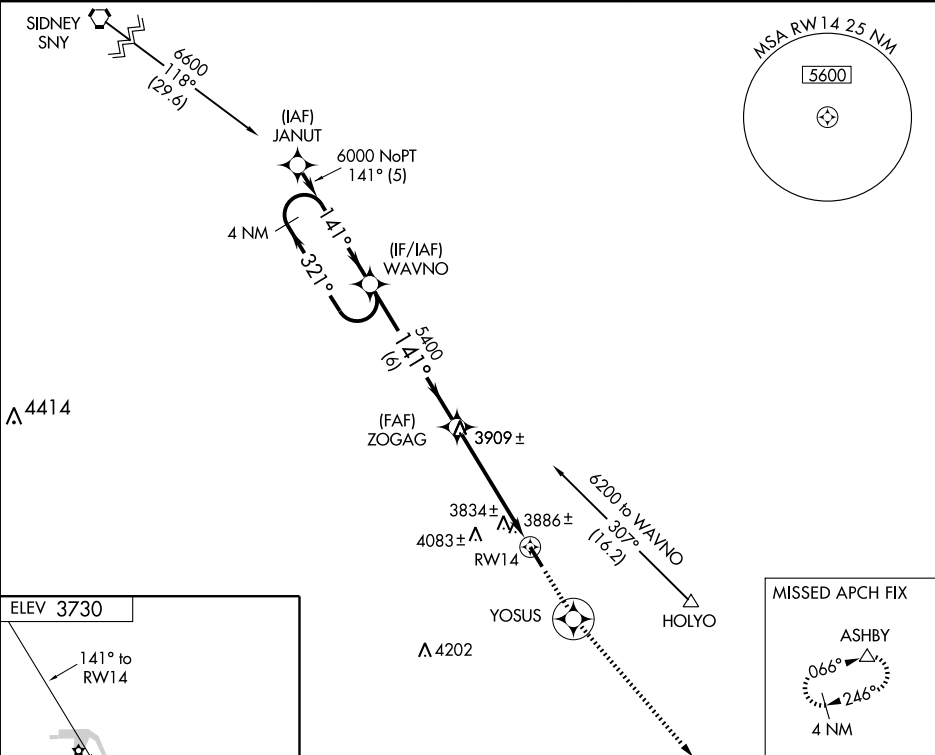 SIDNEY
SNY
6600
118°
(29.6)
MSA RW14 25 NM
5600
(IAF)
JANUT
6000 NoPT
141° (5)
141°
4 NM
321°
(IF/IAF)
WAVNO
5400
141°
(6)
4414
(FAF)
ZOGAG
3909±
6200 to WAVNO
307°
(16.2)
3834±
3886±
4083±
RW14
HOLYO
YOSUS
4202
ELEV 3730
141° to
RW14
MISSED APCH FIX
ASHBY
066°
246°
4 NM